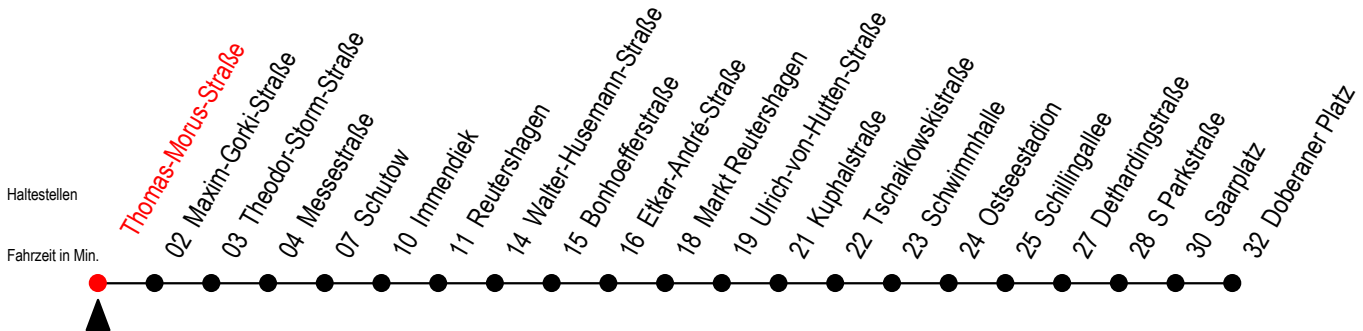 Haltestellen
Fahrzeit in Min.
Thomas-Morus-Straße
02 Maxim-Gorki-Straße
03 Theodor-Storm-Straße
04 Messestraße
07 Schutow
10 Immendiek
11 Reutershagen
14 Walter-Husemann-Straße
15 Bonhoefferstraße
16 Etkar-André-Straße
18 Markt Reutershagen
19 Ulrich-von-Hutten-Straße
21 Kuphalstraße
22 Tschaikowskistraße
23 Schwimmhalle
24 Ostseestadion
25 Schillingallee
27 Dethardingstraße
28 S Parkstraße
30 Saarplatz
32 Doberaner Platz